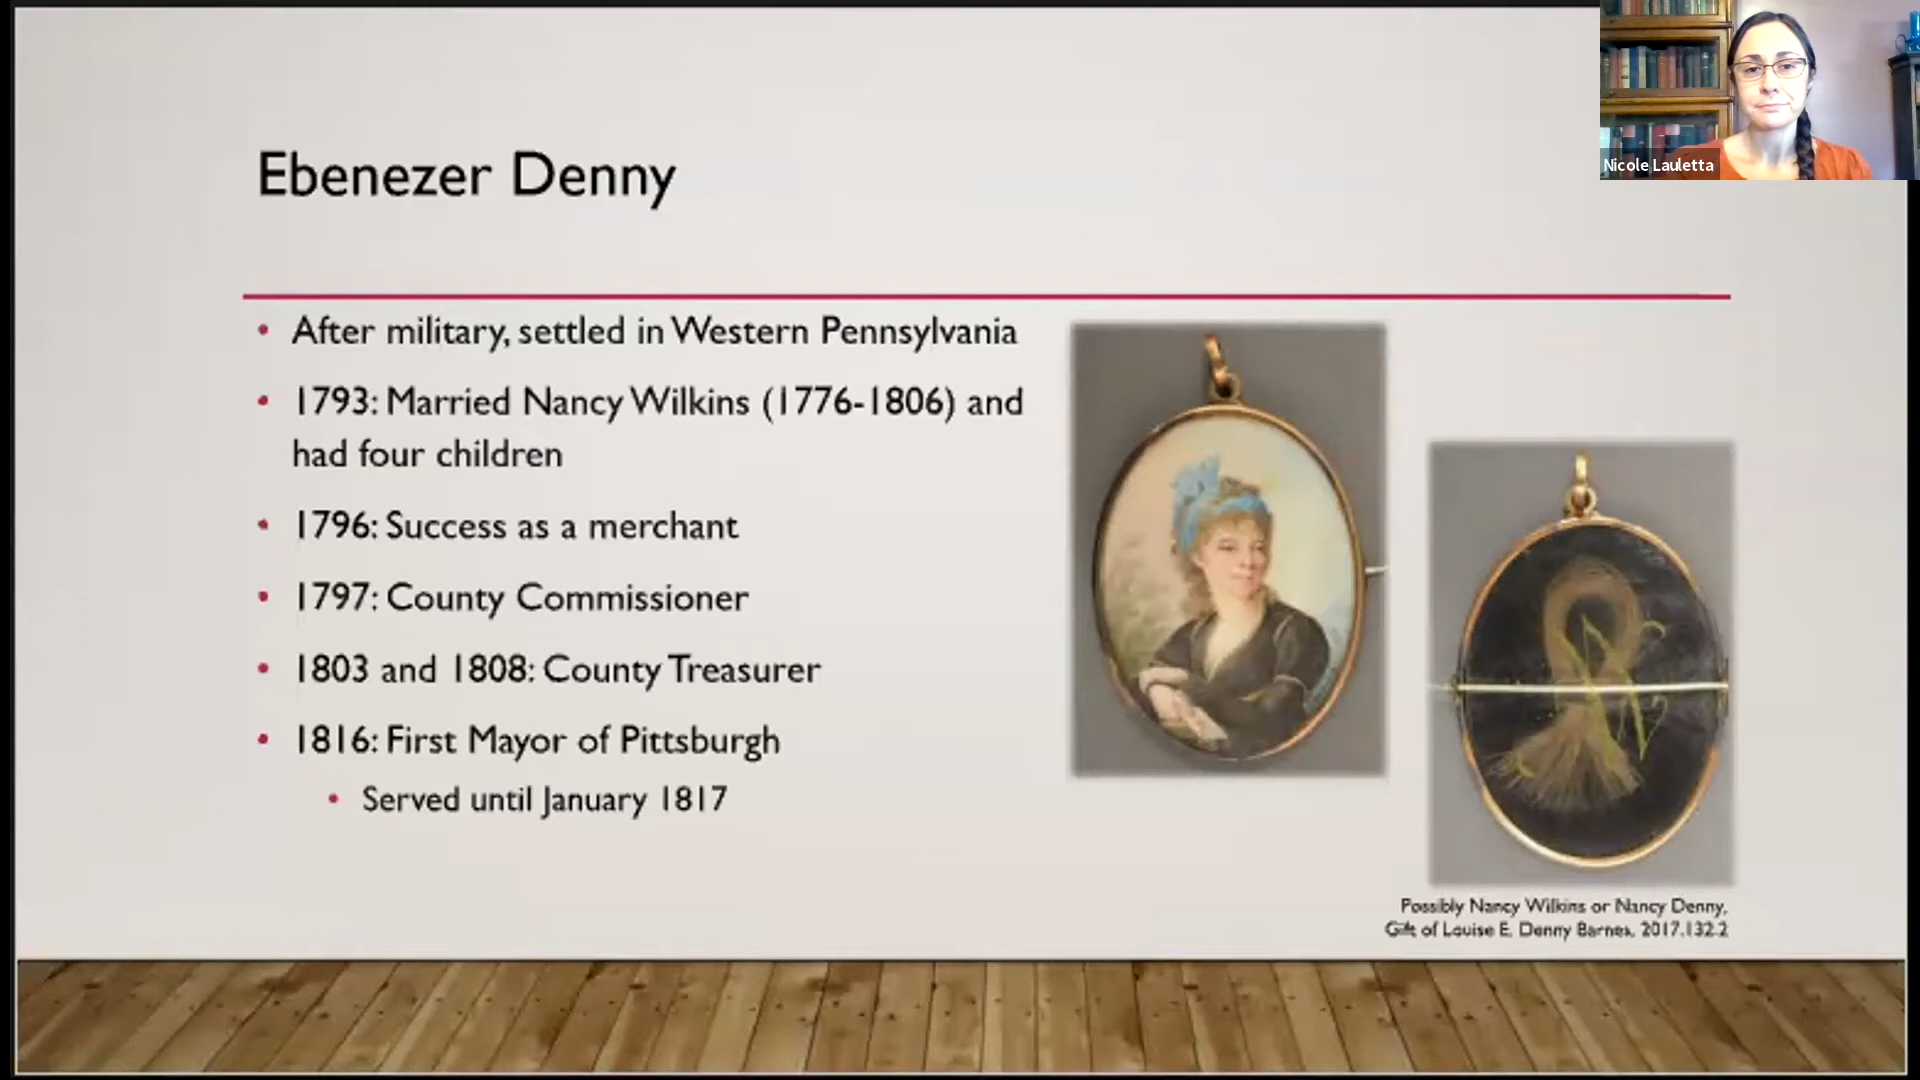 Ebenezer Denny
Nicole Lauletta
• After military, settled in Western Pennsylvania
• 1793: Married Nancy Wilkins (1776-1806) and
had four children
• 1796: Success as a merchant
• 1797: County Commissioner
• 1803 and 1808: County Treasurer
• 1816: First Mayor of Pittsburgh
• Served until January 1817
Possibly Nancy Wilkins or Nancy Denny,
Gift of Louise E. Denny Barnes, 2017.132.2